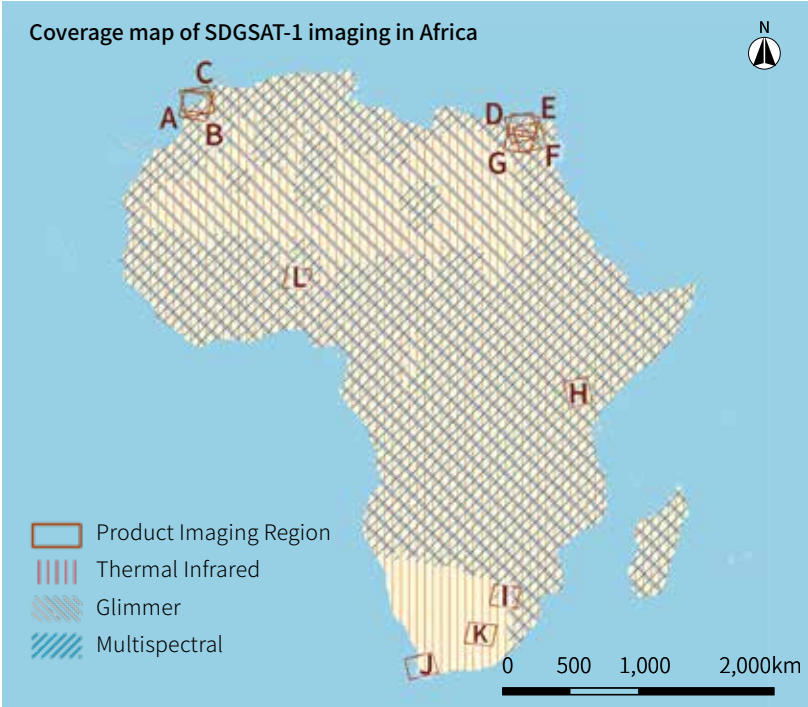 Coverage map of SDGSAT-1 imaging in Africa
N
C
A
B
D
E
G
F
L
H
I
K
J
Product Imaging Region
Thermal Infrared
Glimmer
Multispectral
0 500 1,000 2,000km